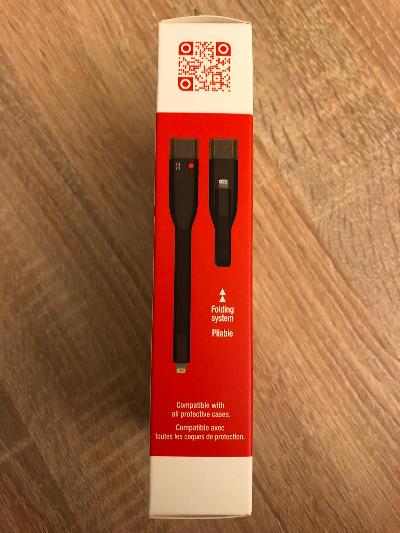 Folding
system
Pliable
Compatible with
all protective cases.
Compatible avec
toutes les coques de protection.